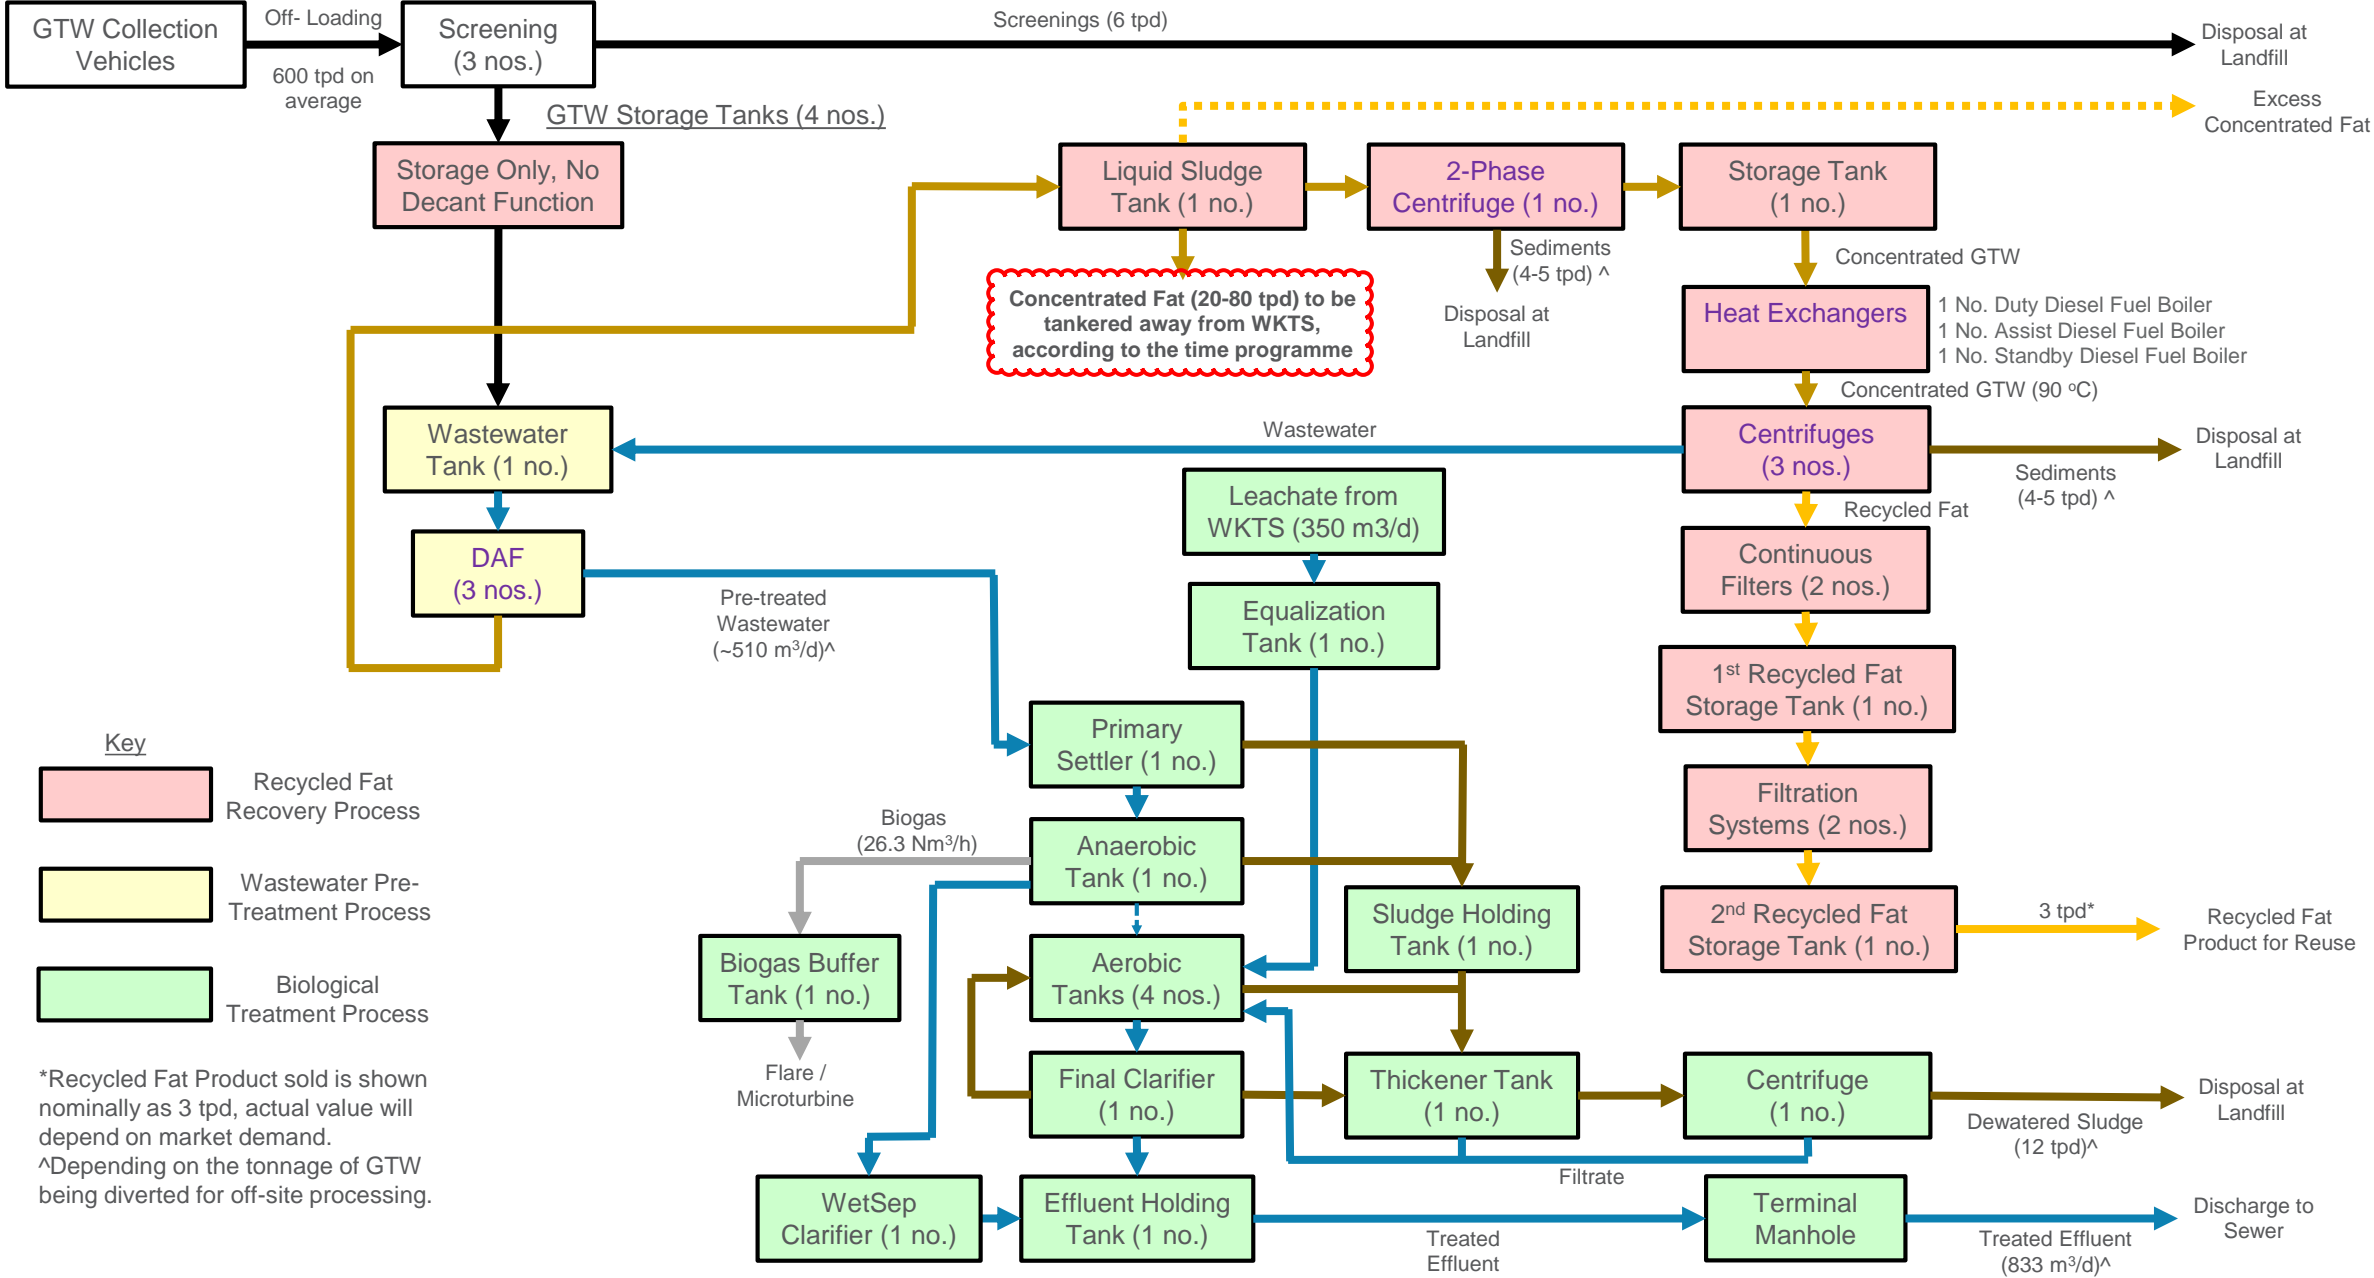 GTW Collection
Vehicles
Off- Loading
600 tpd on
average
Screening
(3 nos.)
Screenings (6 tpd)
Disposal at
Landfill
GTW Storage Tanks (4 nos.)
Excess
Concentrated Fat
Storage Only, No
Decant Function
Liquid Sludge
Tank (1 no.)
2-Phase
Centrifuge (1 no.)
Storage Tank
(1 no.)
Sediments
(4-5 tpd) ^
Disposal at
Landfill
Concentrated GTW
Concentrated Fat (20-80 tpd) to be
tankered away from WKTS,
according to the time programme
Heat Exchangers
1 No. Duty Diesel Fuel Boiler
1 No. Assist Diesel Fuel Boiler
1 No. Standby Diesel Fuel Boiler
Concentrated GTW (90 °C)
Wastewater
Tank (1 no.)
Wastewater
Centrifuges
(3 nos.)
Disposal at
Landfill
Sediments
(4-5 tpd) ^
Recycled Fat
Leachate from
WKTS (350 m3/d)
DAF
(3 nos.)
Pre-treated
Wastewater
(~510 m³/d)^
Continuous
Filters (2 nos.)
Equalization
Tank (1 no.)
1st Recycled Fat
Storage Tank (1 no.)
Primary
Settler (1 no.)
Key
Recycled Fat
Recovery Process
Filtration
Systems (2 nos.)
Biogas
(26.3 Nm³/h)
Anaerobic
Tank (1 no.)
Wastewater Pre-
Treatment Process
Sludge Holding
Tank (1 no.)
2nd Recycled Fat
Storage Tank (1 no.)
3 tpd*
Recycled Fat
Product for Reuse
Biogas Buffer
Tank (1 no.)
Aerobic
Tanks (4 nos.)
Biological
Treatment Process
Flare /
Microturbine
Final Clarifier
(1 no.)
Thickener Tank
(1 no.)
Centrifuge
(1 no.)
Disposal at
Landfill
Dewatered Sludge
(12 tpd)^
*Recycled Fat Product sold is shown
nominally as 3 tpd, actual value will
depend on market demand.
^Depending on the tonnage of GTW
being diverted for off-site processing.
Filtrate
WetSep
Clarifier (1 no.)
Effluent Holding
Tank (1 no.)
Treated
Effluent
Terminal
Manhole
Treated Effluent
(833 m³/d)^
Discharge to
Sewer